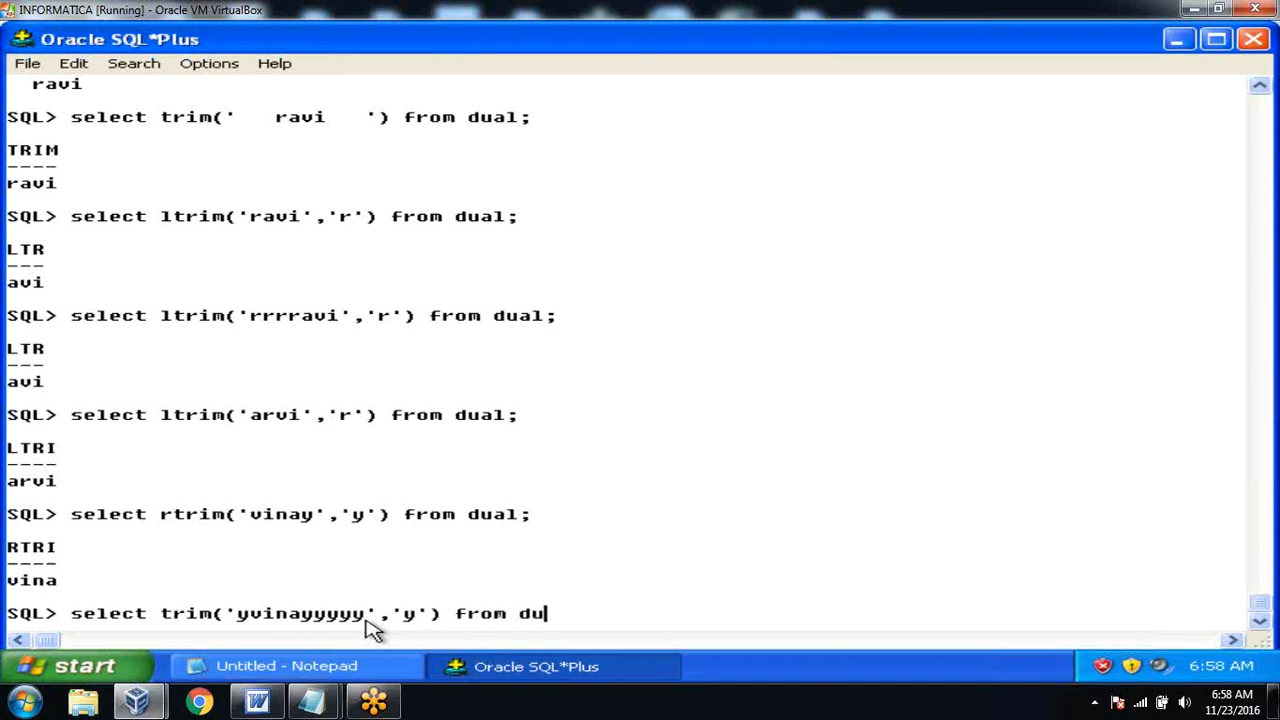 INFORMATICA [Running] - Oracle VM VirtualBox
Oracle SQL*Plus
File Edit Search Options Help
ravi
SQL> select trim('   ravi   ') from dual;
TRIM
----
ravi
SQL> select ltrim('ravi','r') from dual;
LTR
---
avi
SQL> select ltrim('rrrravi','r') from dual;
LTR
---
avi
SQL> select ltrim('arvi','r') from dual;
LTRI
----
arvi
SQL> select rtrim('vinay','y') from dual;
RTRI
----
vina
SQL> select trim('yvinayyyyy','y') from du
start Untitled - Notepad Oracle SQL*Plus 6:58 AM
6:58 AM
11/23/2016